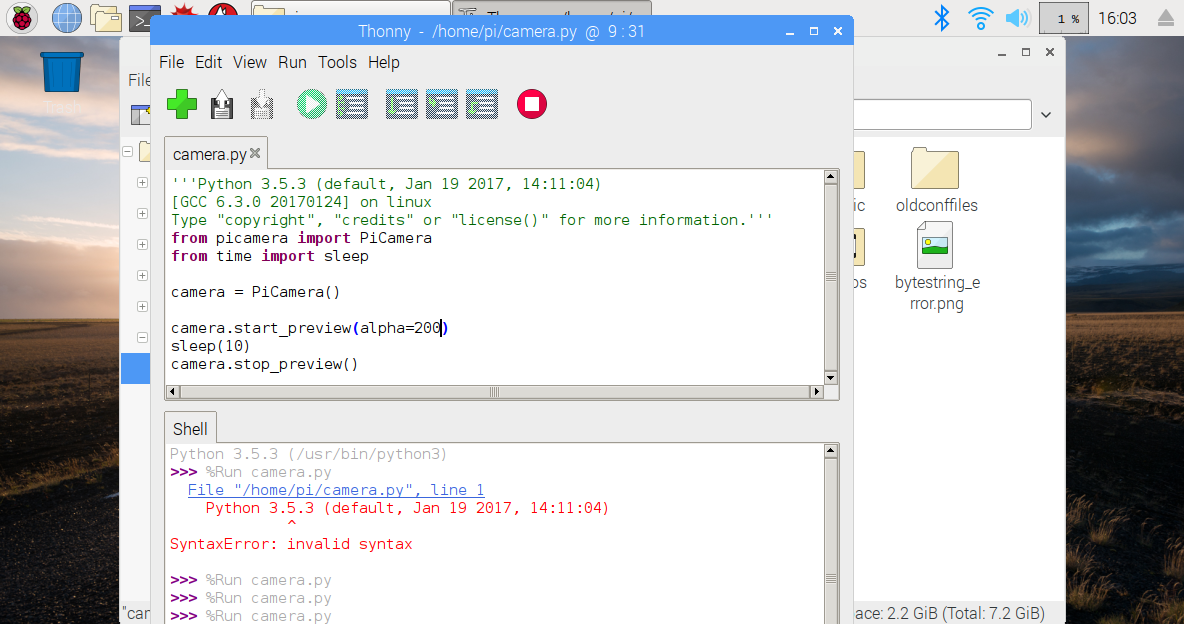 1 %
16:03
Thonny - /home/pi/camera.py @ 9 : 31
File Edit View Run Tools Help
File
Trash
camera.py
'''Python 3.5.3 (default, Jan 19 2017, 14:11:04)
[GCC 6.3.0 20170124] on linux
Type "copyright", "credits" or "license()" for more information.'''
from picamera import PiCamera
from time import sleep
camera = PiCamera()
camera.start_preview(alpha=200)
sleep(10)
camera.stop_preview()
oldconffiles
bytestring_e
rror.png
Shell
Python 3.5.3 (/usr/bin/python3)
>>> %Run camera.py
File "/home/pi/camera.py", line 1
Python 3.5.3 (default, Jan 19 2017, 14:11:04)
^
SyntaxError: invalid syntax
>>> %Run camera.py
>>> %Run camera.py
>>> %Run camera.py
"can
ace: 2.2 GiB (Total: 7.2 GiB)